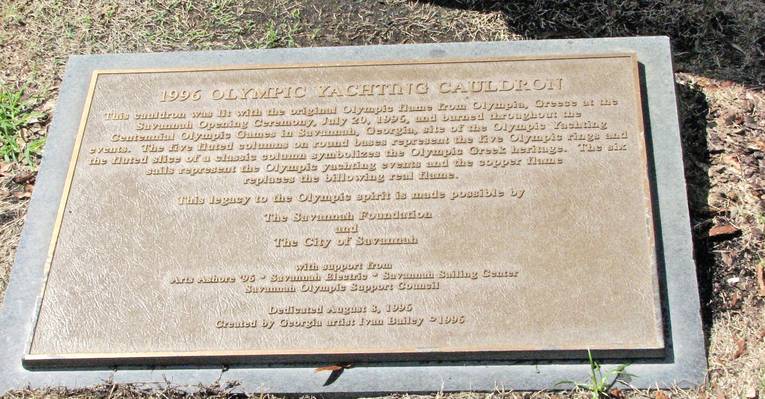 1996 OLYMPIC YACHTING CAULDRON
This cauldron was lit with the original Olympic flame from Olympia, Greece at the
Savannah Opening Ceremony, July 20, 1996, and burned throughout the
Centennial Olympic Games in Savannah, Georgia, site of the Olympic Yachting
events. The five fluted columns on round bases represent the five Olympic rings and
the fluted slice of a classic column symbolizes the Olympic Greek heritage. The six
sails represent the Olympic yachting events and the copper flame
replaces the billowing real flame.
This legacy to the Olympic spirit is made possible by
The Savannah Foundation
and
The City of Savannah
with support from
Arts Ashore '96 * Savannah Electric * Savannah Sailing Center
Savannah Olympic Support Council
Dedicated August 8, 1996
Created by Georgia artist Ivan Bailey ©1996